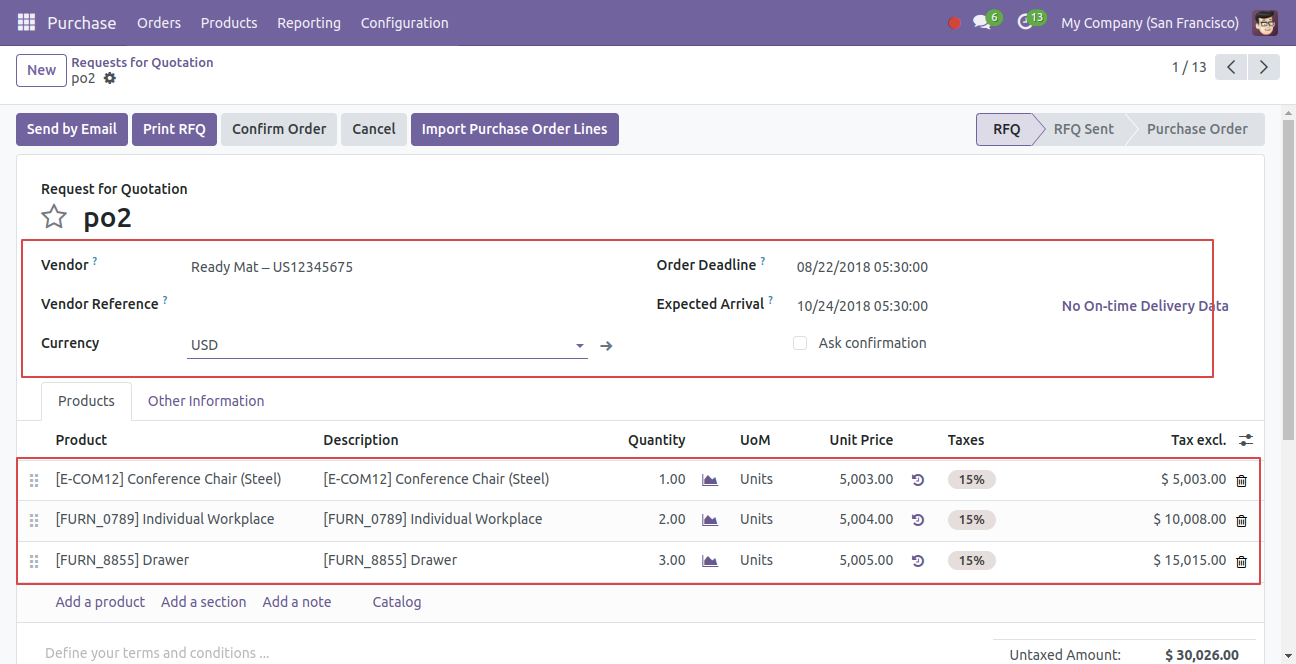 Purchase Orders Products Reporting Configuration 6 13 My Company (San Francisco)
New Requests for Quotation 1 / 13
po2
Send by Email Print RFQ Confirm Order Cancel Import Purchase Order Lines RFQ RFQ Sent Purchase Order
Request for Quotation
po2
Vendor ? Ready Mat – US12345675 Order Deadline ? 08/22/2018 05:30:00
Vendor Reference ? Expected Arrival ? 10/24/2018 05:30:00 No On-time Delivery Data
Currency USD Ask confirmation
Products Other Information
Product Description Quantity UoM Unit Price Taxes Tax excl.
[E-COM12] Conference Chair (Steel) [E-COM12] Conference Chair (Steel) 1.00 Units 5,003.00 15% $ 5,003.00
[FURN_0789] Individual Workplace [FURN_0789] Individual Workplace 2.00 Units 5,004.00 15% $ 10,008.00
[FURN_8855] Drawer [FURN_8855] Drawer 3.00 Units 5,005.00 15% $ 15,015.00
Add a product Add a section Add a note Catalog
Define your terms and conditions ... Untaxed Amount: $ 30,026.00